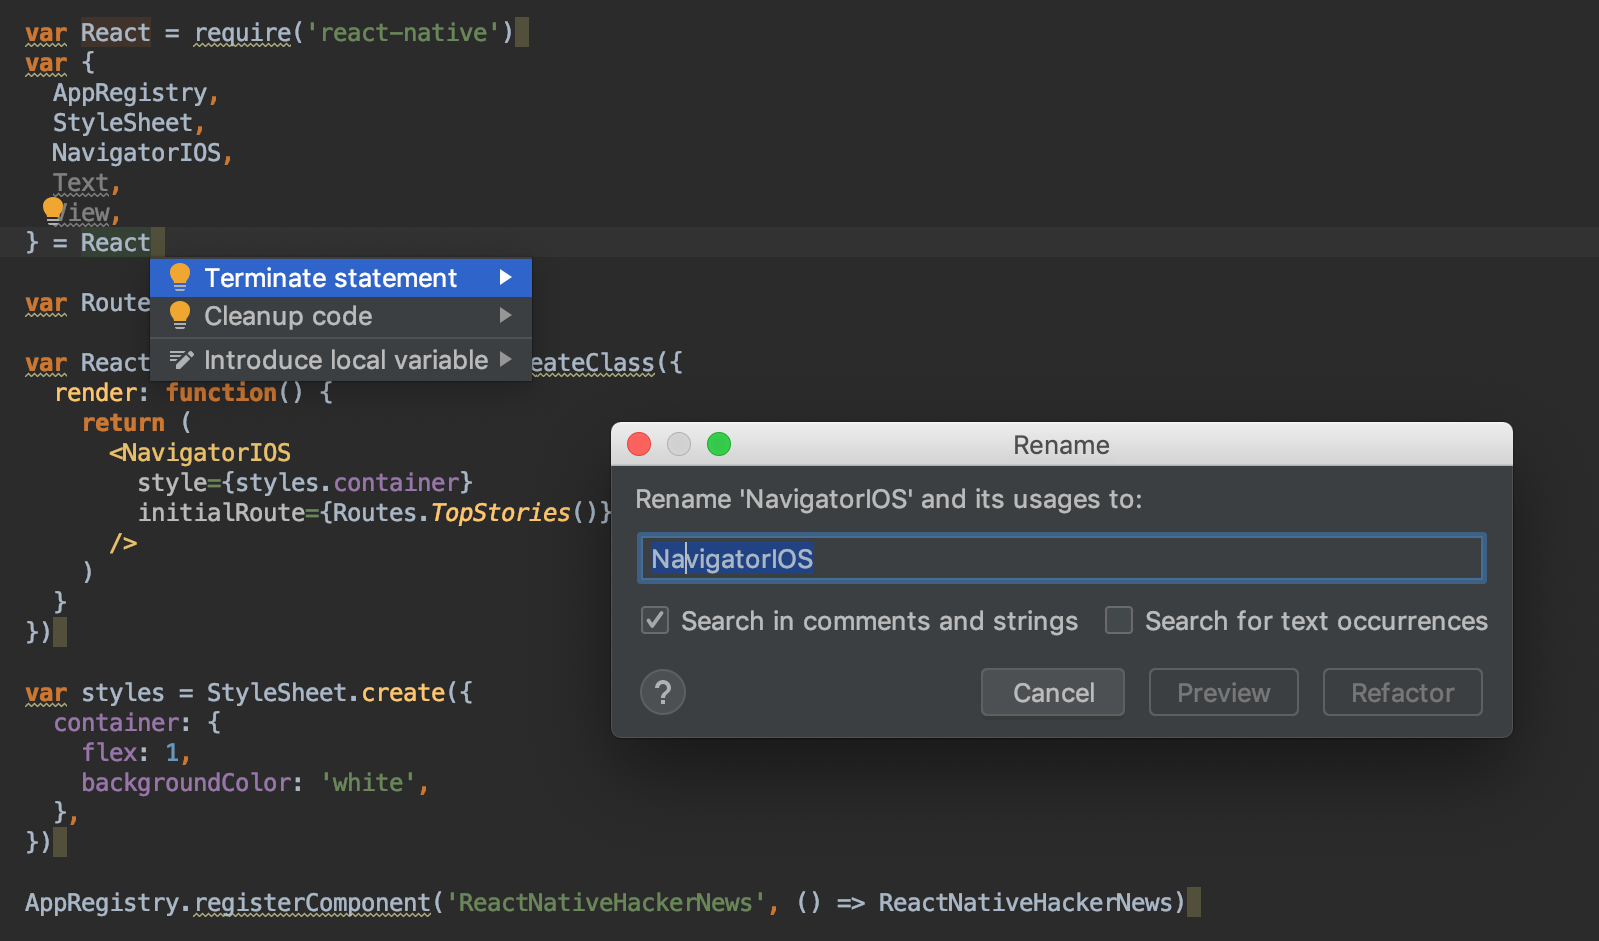 var React = require('react-native')
var {
AppRegistry,
StyleSheet,
NavigatorIOS,
Text,
View,
} = React
Terminate statement
Cleanup code
Introduce local variable
var Route
var React
eateClass({
render: function() {
return (
<NavigatorIOS
style={styles.container}
initialRoute={Routes.TopStories()}
/>
)
}
})
var styles = StyleSheet.create({
container: {
flex: 1,
backgroundColor: 'white',
},
})
AppRegistry.registerComponent('ReactNativeHackerNews', () => ReactNativeHackerNews)
Rename
Rename 'NavigatorIOS' and its usages to:
NavigatorIOS
Search in comments and strings
Search for text occurrences
?
Cancel
Preview
Refactor